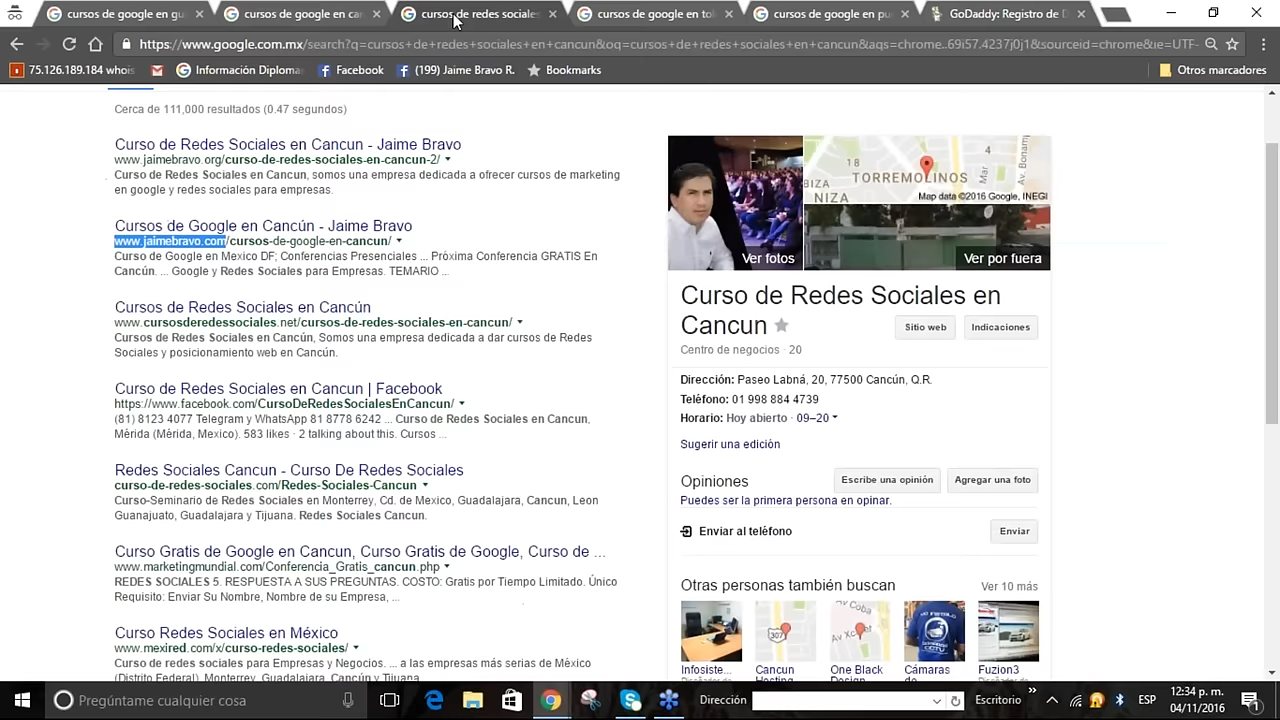 cursos de google en gu
cursos de google en can
cursos de redes sociales
cursos de google en tol
cursos de google en pu
GoDaddy: Registro de D
https://www.google.com.mx/search?q=cursos+de+redes+sociales+en+cancun&oq=cursos+de+redes+sociales+en+cancun&aqs=chrome..69i57.4237j0j1&sourceid=chrome&ie=UTF-
75.126.189.184 whois
Información Diploma
Facebook
(199) Jaime Bravo R.
Bookmarks
Otros marcadores
Cerca de 111,000 resultados (0.47 segundos)
Curso de Redes Sociales en Cancun - Jaime Bravo
www.jaimebravo.org/curso-de-redes-sociales-en-cancun-2/
Curso de Redes Sociales en Cancun, somos una empresa dedicada a ofrecer cursos de marketing
en google y redes sociales para empresas.
Cursos de Google en Cancún - Jaime Bravo
www.jaimebravo.com/cursos-de-google-en-cancun/
Curso de Google en Mexico DF; Conferencias Presenciales ... Próxima Conferencia GRATIS En
Cancún. ... Google y Redes Sociales para Empresas. TEMARIO ...
Cursos de Redes Sociales en Cancún
www.cursosderedessociales.net/cursos-de-redes-sociales-en-cancun/
Cursos de Redes Sociales en Cancún, Somos una empresa dedicada a dar cursos de Redes
Sociales y posicionamiento web en Cancún.
Curso de Redes Sociales en Cancun | Facebook
https://www.facebook.com/CursoDeRedesSocialesEnCancun/
(81) 8123 4077 Telegram y WhatsApp 81 8778 6242 ... Curso de Redes Sociales en Cancun,
Mérida (Mérida, Mexico). 583 likes · 2 talking about this. Cursos ...
Redes Sociales Cancun - Curso De Redes Sociales
curso-de-redes-sociales.com/Redes-Sociales-Cancun
Curso-Seminario de Redes Sociales en Monterrey, Cd. de Mexico, Guadalajara, Cancun, Leon
Guanajuato, Guadalajara y Tijuana. Redes Sociales Cancun.
Curso Gratis de Google en Cancun, Curso Gratis de Google, Curso de ...
www.marketingmundial.com/Conferencia_Gratis_cancun.php
REDES SOCIALES 5. RESPUESTA A SUS PREGUNTAS. COSTO: Gratis por Tiempo Limitado. Único
Requisito: Enviar Su Nombre, Nombre de su Empresa, ...
Curso Redes Sociales en México
www.mexired.com/x/curso-redes-sociales/
Curso de redes sociales para Empresas y Negocios. ... a las empresas más serias de México
(Distrito Federal), Monterrey, Guadalajara, Cancún y Tijuana
18
4
TORREMOLINOS
IBIZA
NIZA
Mar
Av. Bonam
Map data ©2016 Google, INEGI
Ver fotos
Ver por fuera
Curso de Redes Sociales en
Cancun
Sitio web
Indicaciones
Centro de negocios · 20
Dirección: Paseo Labná, 20, 77500 Cancún, Q.R.
Teléfono: 01 998 884 4739
Horario: Hoy abierto · 09–20
Sugerir una edición
Opiniones
Escribe una opinión
Agregar una foto
Puedes ser la primera persona en opinar.
Enviar al teléfono
Enviar
Otras personas también buscan
Ver 10 más
307
Av Coba
Av Xc
Infosiste...
Cancun
One Black
Cámaras
Fuzion3
Design
de
Pregúntame cualquier cosa
Dirección
Escritorio
ESP
12:34 p. m.
04/11/2016